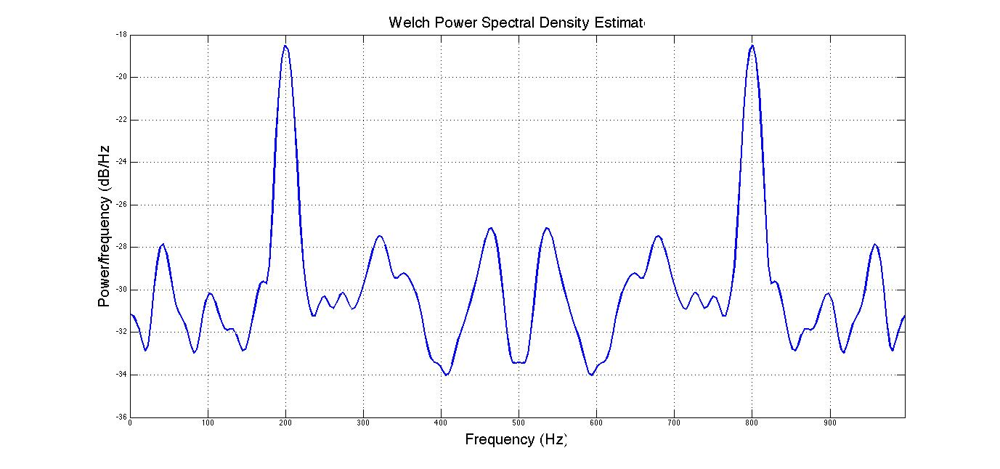 Welch Power Spectral Density Estimat
-18
-20
-22
-24
-26
-28
-30
-32
-34
-36
Power/frequency (dB/Hz
0 100 200 300 400 500 600 700 800 900
Frequency (Hz)